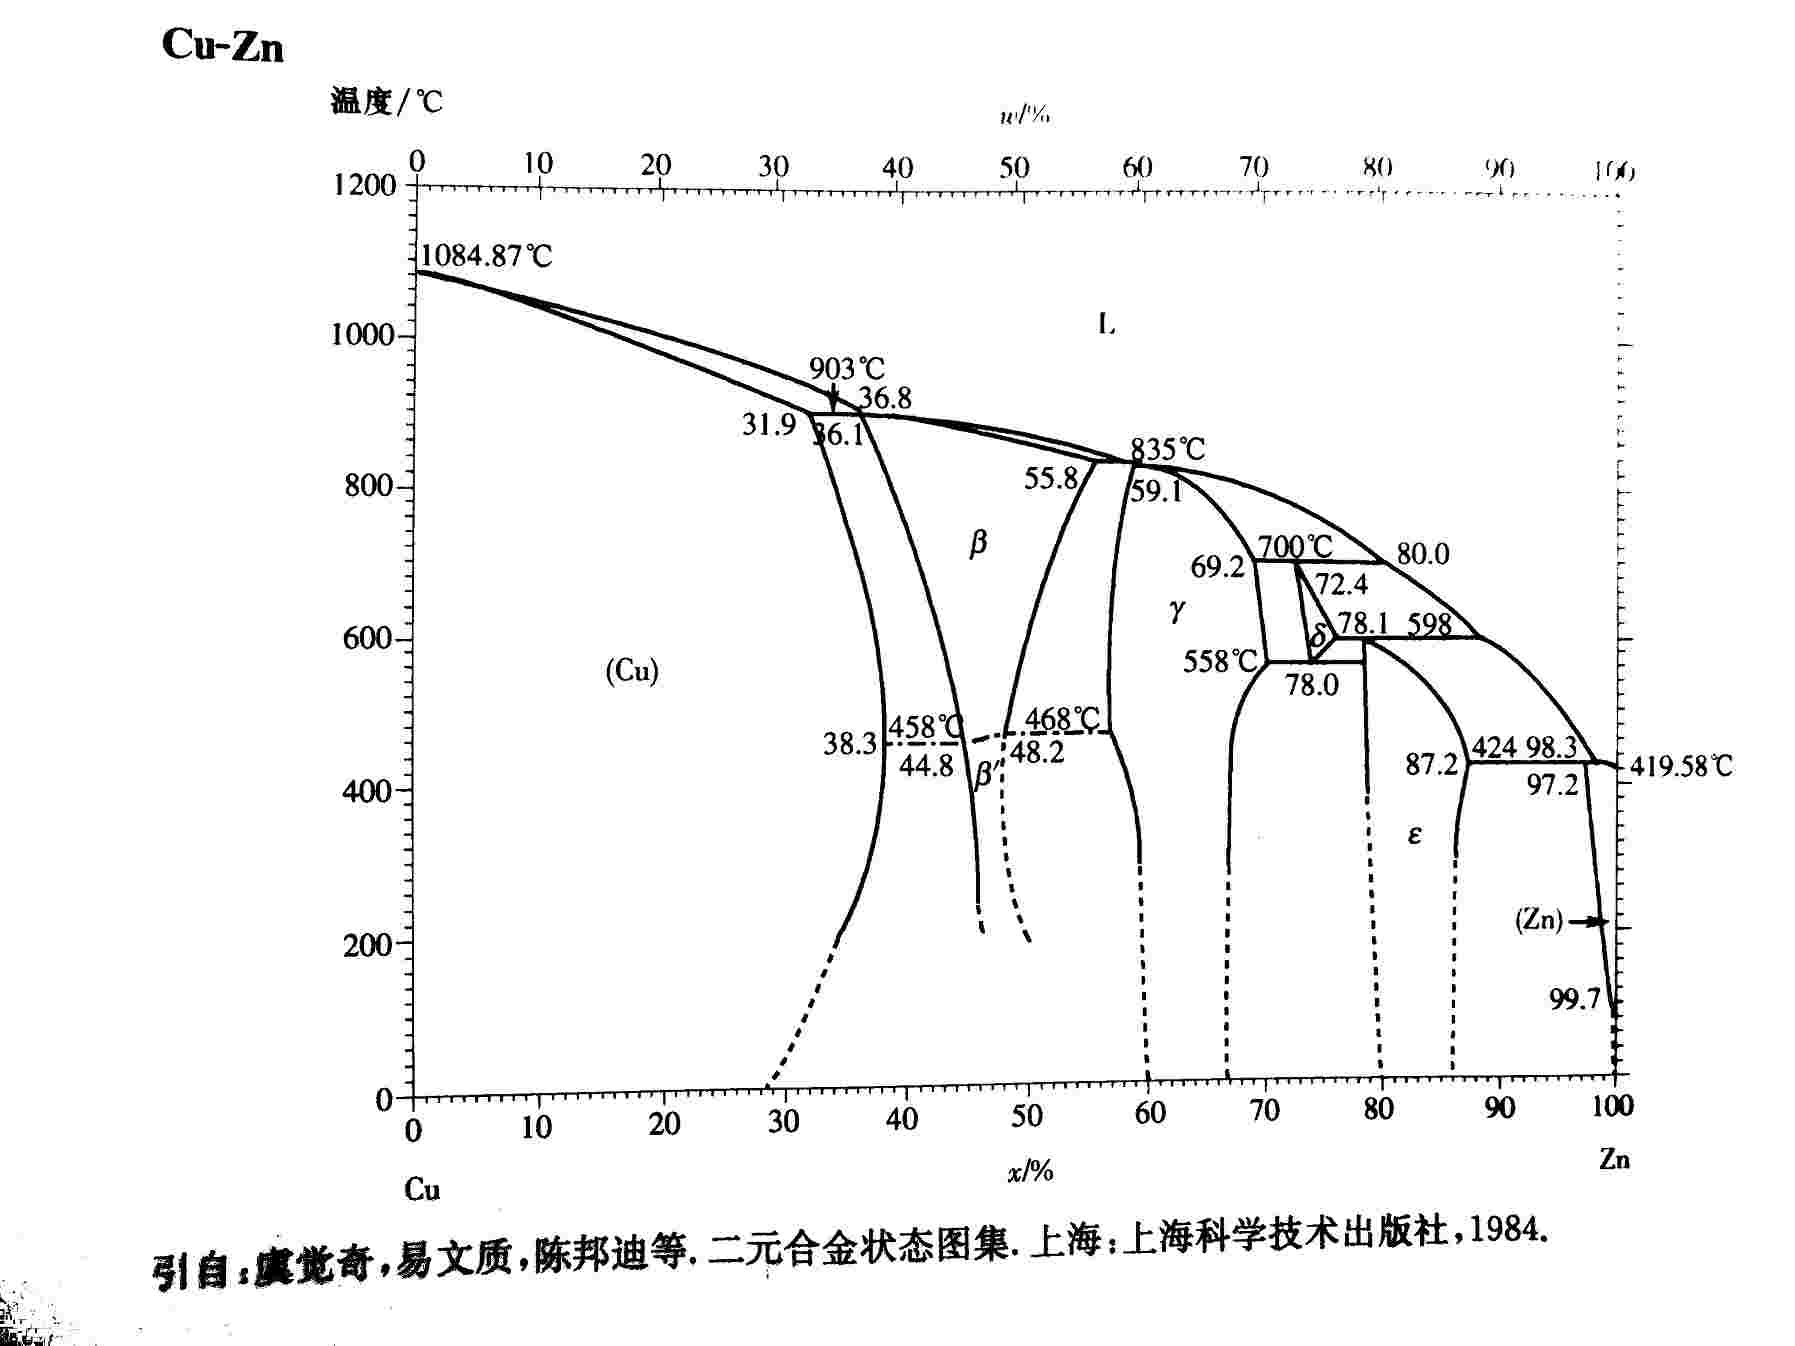 Cu-Zn
温度/℃
w/%
0 10 20 30 40 50 60 70 80 90 100
1200
1084.87℃
L
1000
903℃
36.8
31.9
36.1
835℃
800
55.8
59.1
β
700℃
80.0
69.2
72.4
γ
78.1
598
600
δ
(Cu)
558℃
78.0
458℃
468℃
38.3
44.8
48.2
424
98.3
87.2
419.58℃
β′
97.2
400
ε
(Zn)
200
99.7
0
0 10 20 30 40 50 60 70 80 90 100
Cu
x/%
Zn
引自:虞觉奇,易文质,陈邦迪等.二元合金状态图集.上海:上海科学技术出版社,1984.